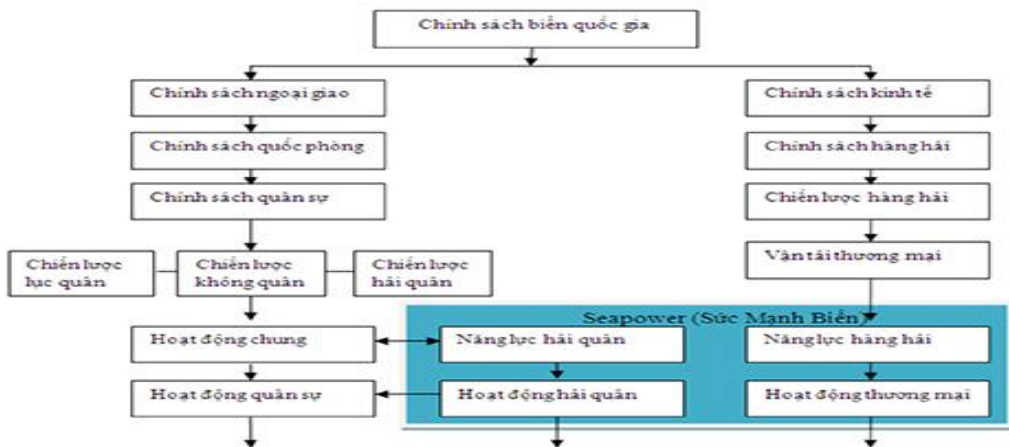 Chính sách biển quốc gia
Chính sách ngoại giao
Chính sách kinh tế
Chính sách quốc phòng
Chính sách hàng hải
Chính sách quân sự
Chiến lược hàng hải
Chiến lược
lục quân
Chiến lược
không quân
Chiến lược
hải quân
Vận tải thương mại
Seapower (Sức Mạnh Biển)
Hoạt động chung
Năng lực hải quân
Năng lực hàng hải
Hoạt động quân sự
Hoạt động hải quân
Hoạt động thương mại